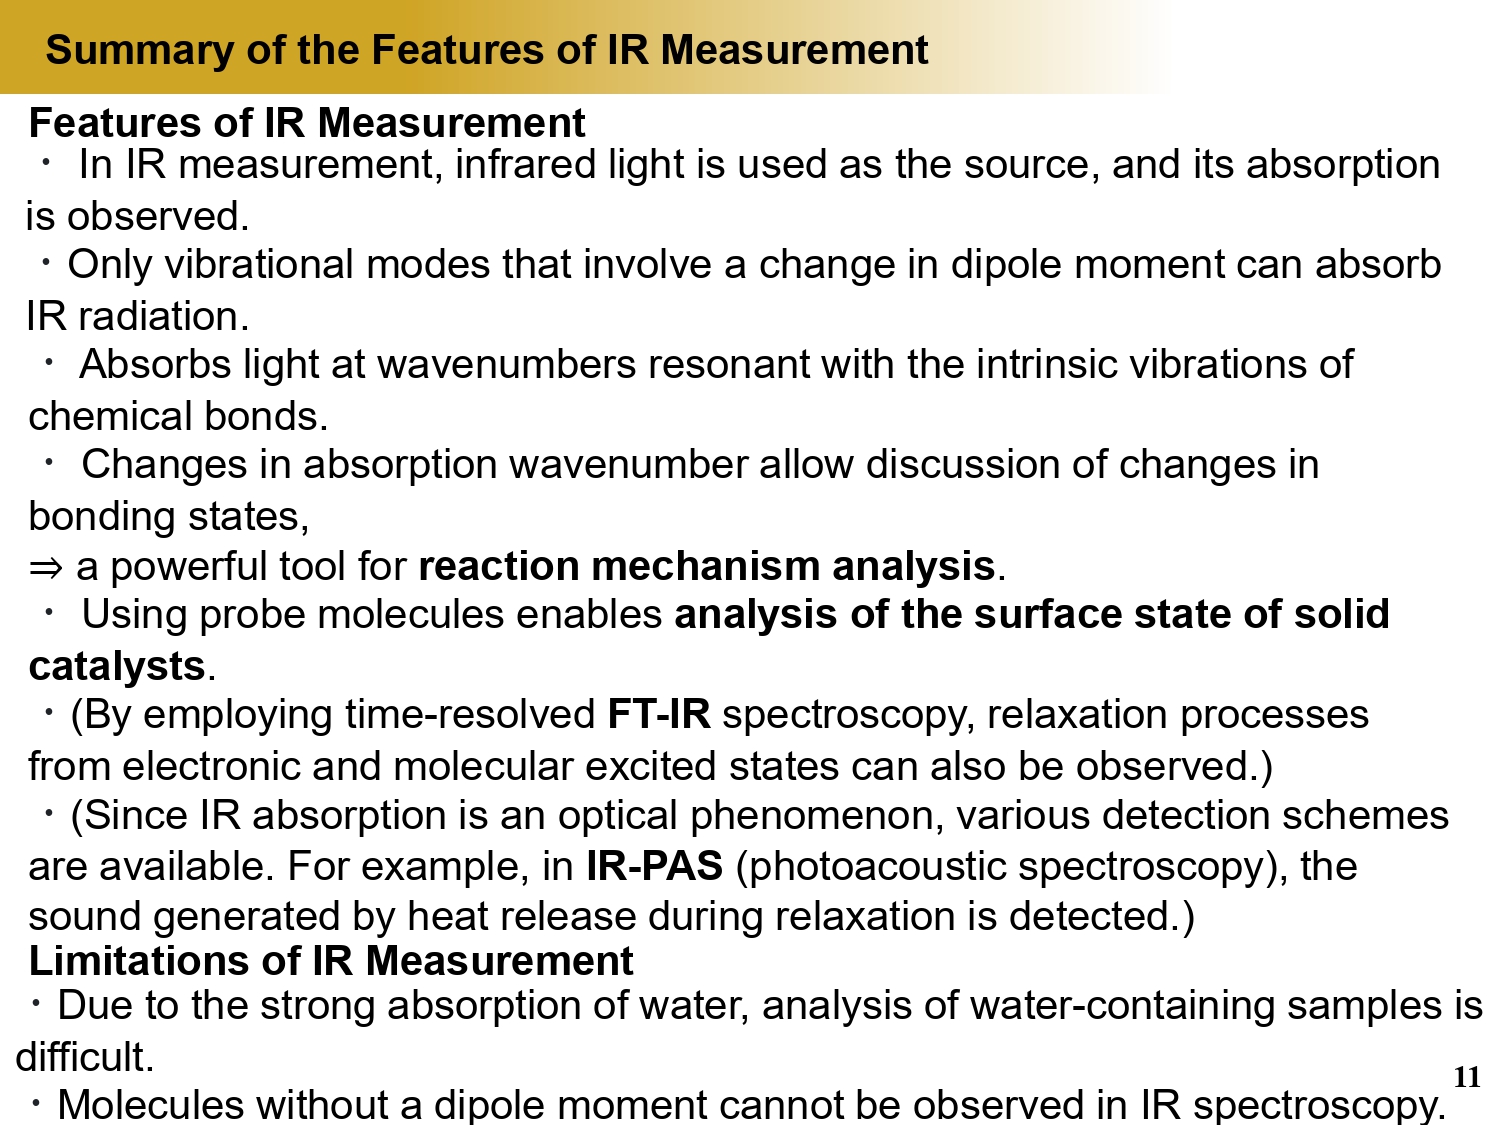 Summary of the Features of IR Measurement
Features of IR Measurement
・ In IR measurement, infrared light is used as the source, and its absorption
is observed.
・Only vibrational modes that involve a change in dipole moment can absorb
IR radiation.
・ Absorbs light at wavenumbers resonant with the intrinsic vibrations of
chemical bonds.
・ Changes in absorption wavenumber allow discussion of changes in
bonding states,
⇒ a powerful tool for reaction mechanism analysis.
・ Using probe molecules enables analysis of the surface state of solid
catalysts.
・(By employing time-resolved FT-IR spectroscopy, relaxation processes
from electronic and molecular excited states can also be observed.)
・(Since IR absorption is an optical phenomenon, various detection schemes
are available. For example, in IR-PAS (photoacoustic spectroscopy), the
sound generated by heat release during relaxation is detected.)
Limitations of IR Measurement
・Due to the strong absorption of water, analysis of water-containing samples is
difficult.
・Molecules without a dipole moment cannot be observed in IR spectroscopy.
11